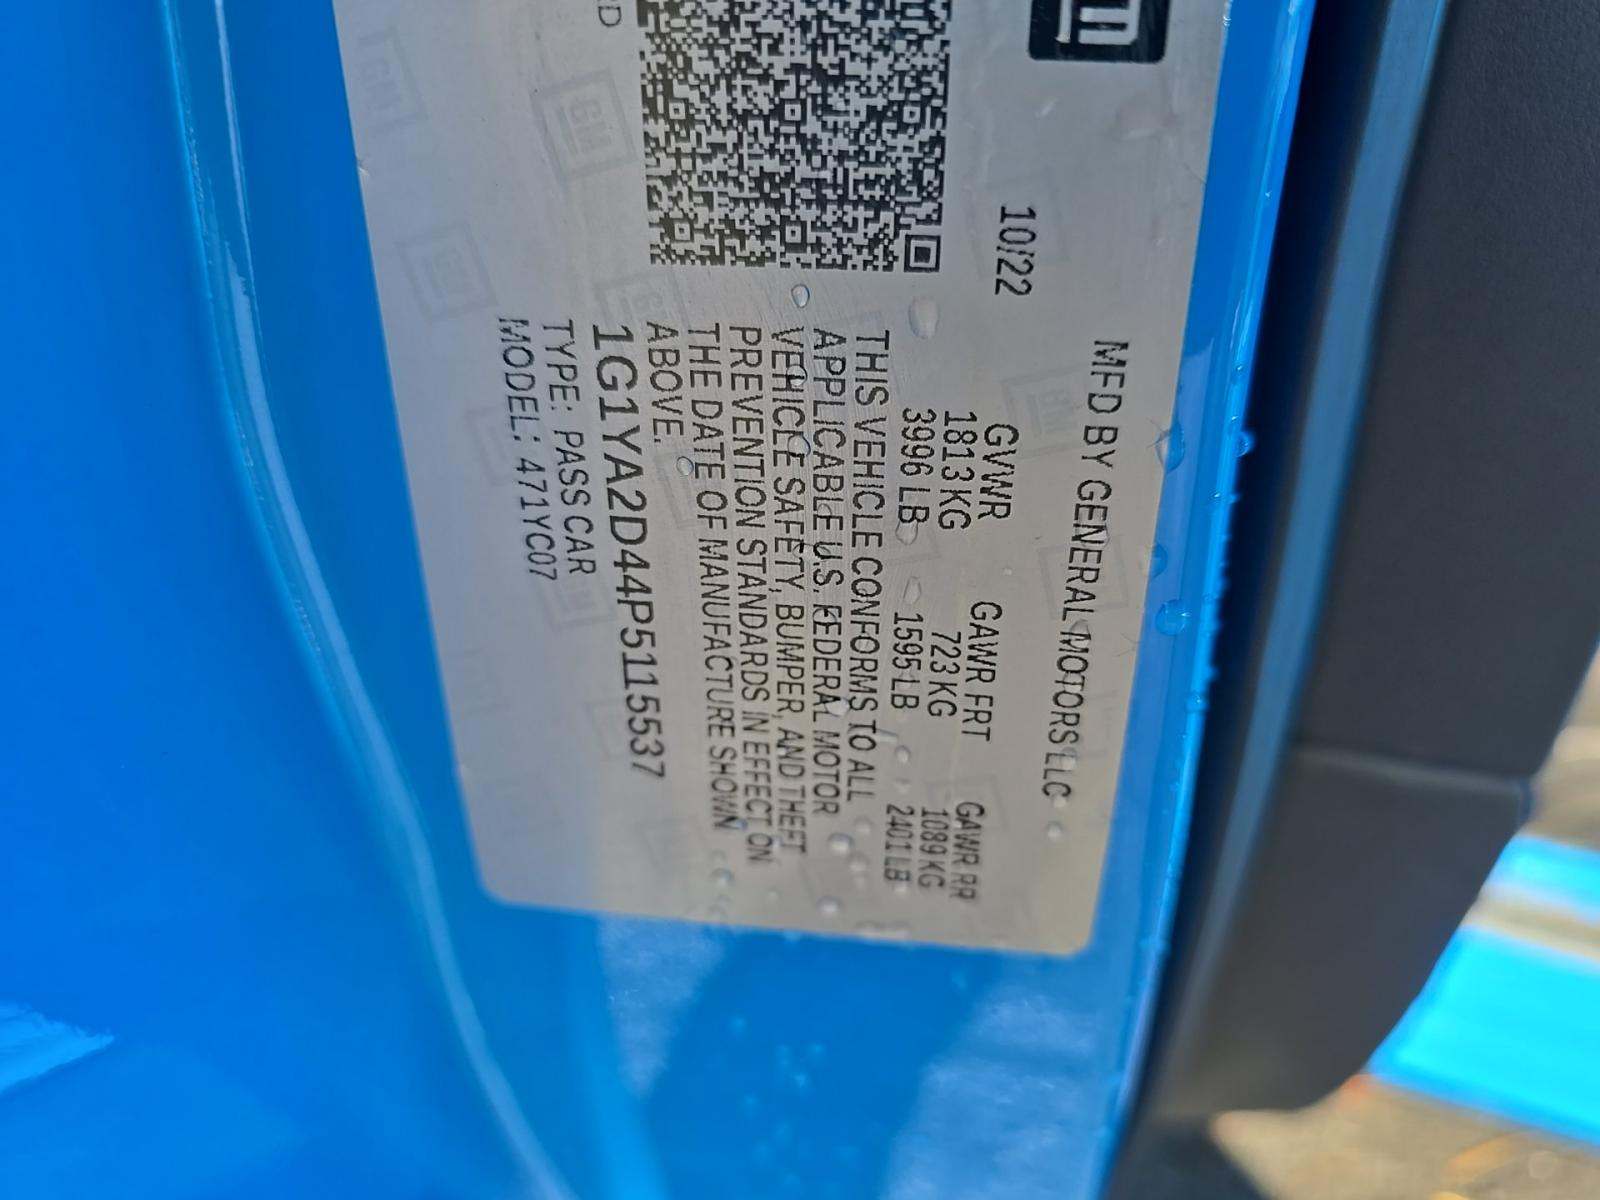 MFD BY GENERAL MOTORS LLC
10/22
GVWR GAWR FRT GAWR RR
1813 KG 723 KG 1089 KG
3996 LB 1595 LB 2401 LB
THIS VEHICLE CONFORMS TO ALL
APPLICABLE U.S. FEDERAL MOTOR
VEHICLE SAFETY, BUMPER, AND THEFT
PREVENTION STANDARDS IN EFFECT ON
THE DATE OF MANUFACTURE SHOWN
ABOVE.
1G1YA2D44P5115537
TYPE: PASS CAR
MODEL: 471YC07
GM